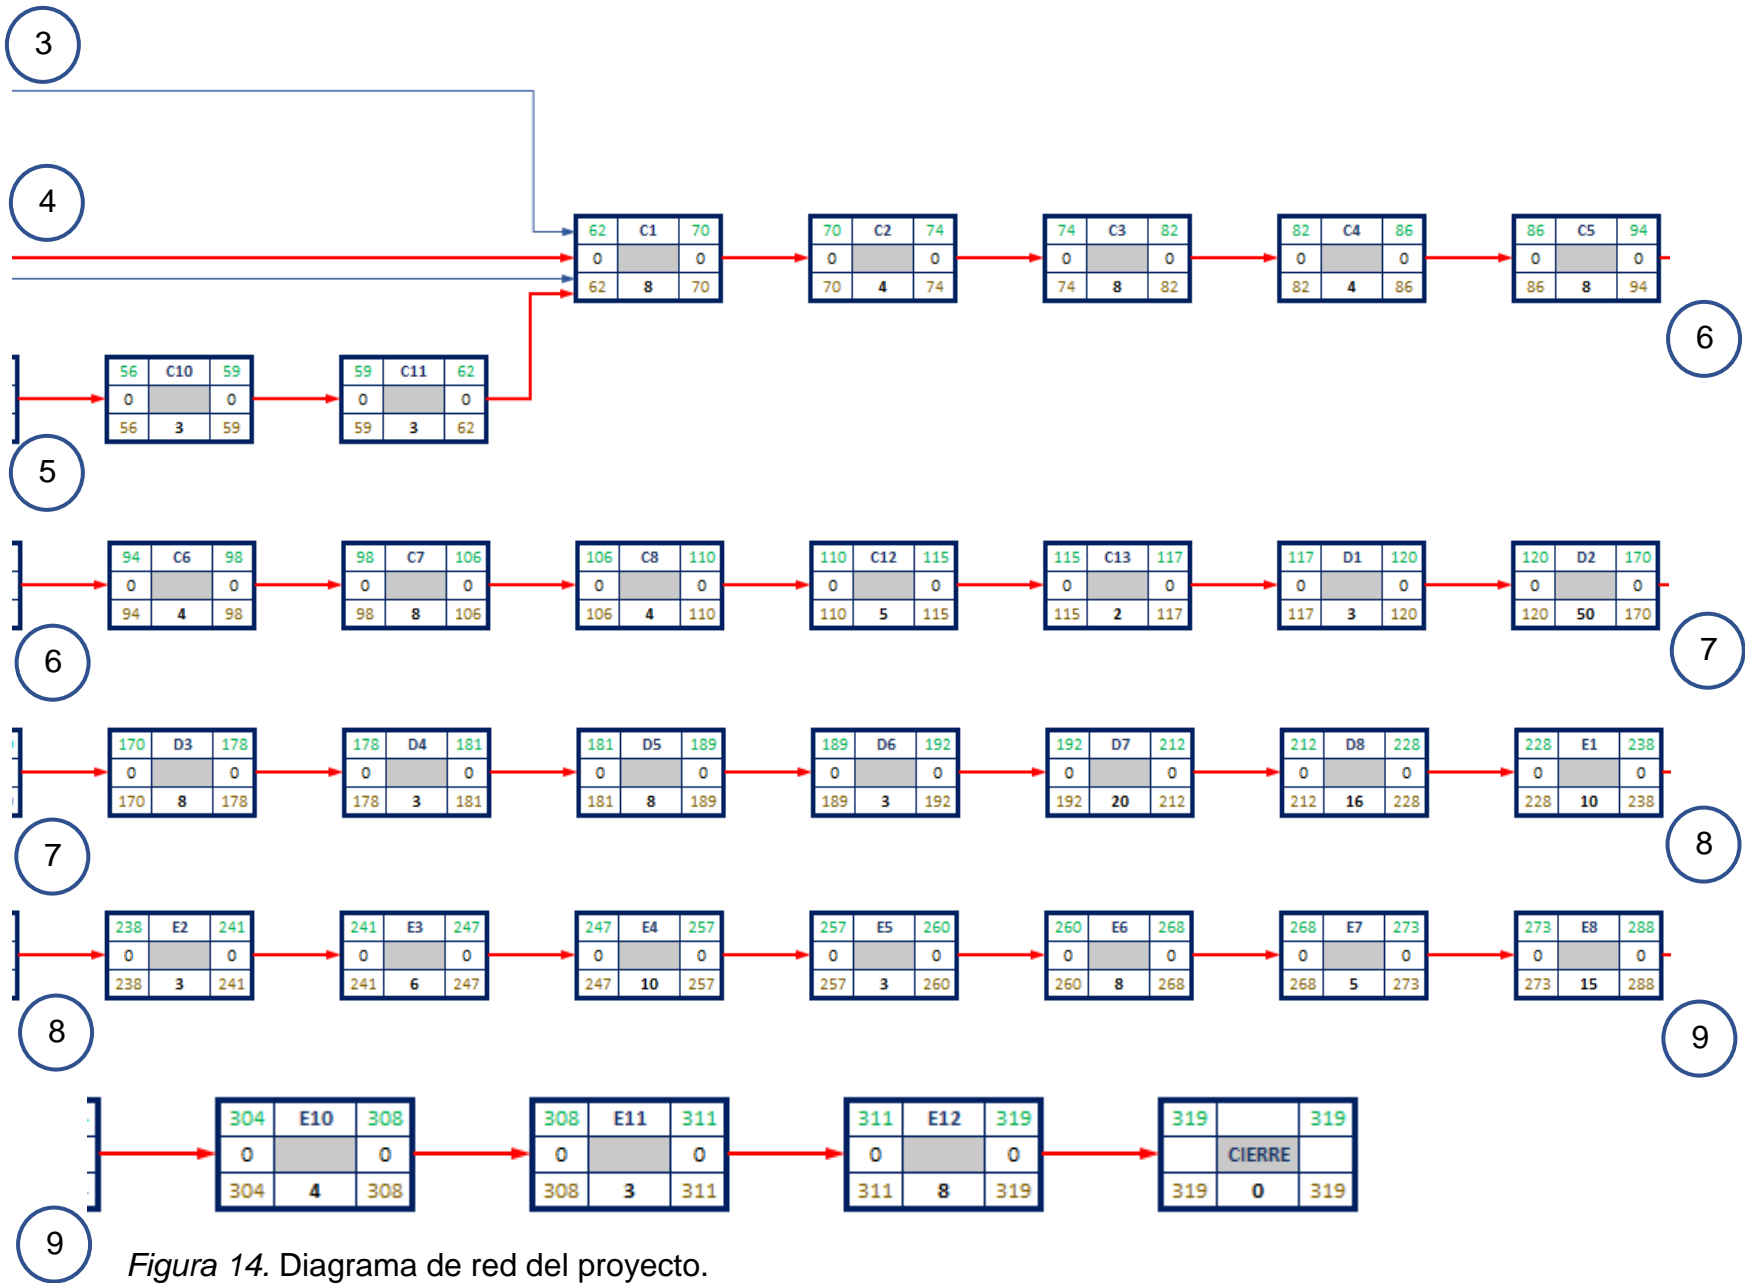 3
4
62 C1 70 70 C2 74 74 C3 82 82 C4 86 86 C5 94
0 0 0 0 0 0 0 0 0 0
62 8 70 70 4 74 74 8 82 82 4 86 86 8 94
6
56 C10 59 59 C11 62
0 0 0 0
56 3 59 59 3 62
5
94 C6 98 98 C7 106 106 C8 110 110 C12 115 115 C13 117 117 D1 120 120 D2 170
0 0 0 0 0 0 0 0 0 0 0 0 0 0
94 4 98 98 8 106 106 4 110 110 5 115 115 2 117 117 3 120 120 50 170
6 7
170 D3 178 178 D4 181 181 D5 189 189 D6 192 192 D7 212 212 D8 228 228 E1 238
0 0 0 0 0 0 0 0 0 0 0 0 0 0
170 8 178 178 3 181 181 8 189 189 3 192 192 20 212 212 16 228 228 10 238
7 8
238 E2 241 241 E3 247 247 E4 257 257 E5 260 260 E6 268 268 E7 273 273 E8 288
0 0 0 0 0 0 0 0 0 0 0 0 0 0
238 3 241 241 6 247 247 10 257 257 3 260 260 8 268 268 5 273 273 15 288
8 9
304 E10 308 308 E11 311 311 E12 319 319 319
0 0 0 0 0 0 CIERRE
304 4 308 308 3 311 311 8 319 319 0 319
9
Figura 14. Diagrama de red del proyecto.